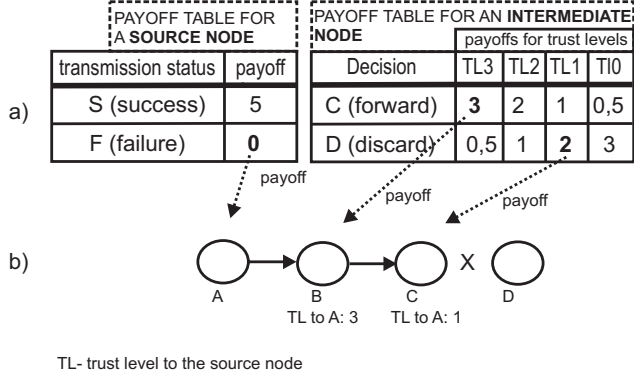 PAYOFF TABLE FOR
A SOURCE NODE
PAYOFF TABLE FOR AN INTERMEDIATE
NODE
payoffs for trust levels
transmission status payoff
Decision TL3 TL2 TL1 Tl0
a)
S (success) 5
C (forward) 3 2 1 0,5
F (failure) 0
D (discard) 0,5 1 2 3
payoff
payoff
payoff
b)
X
A B C D
TL to A: 3 TL to A: 1
TL- trust level to the source node